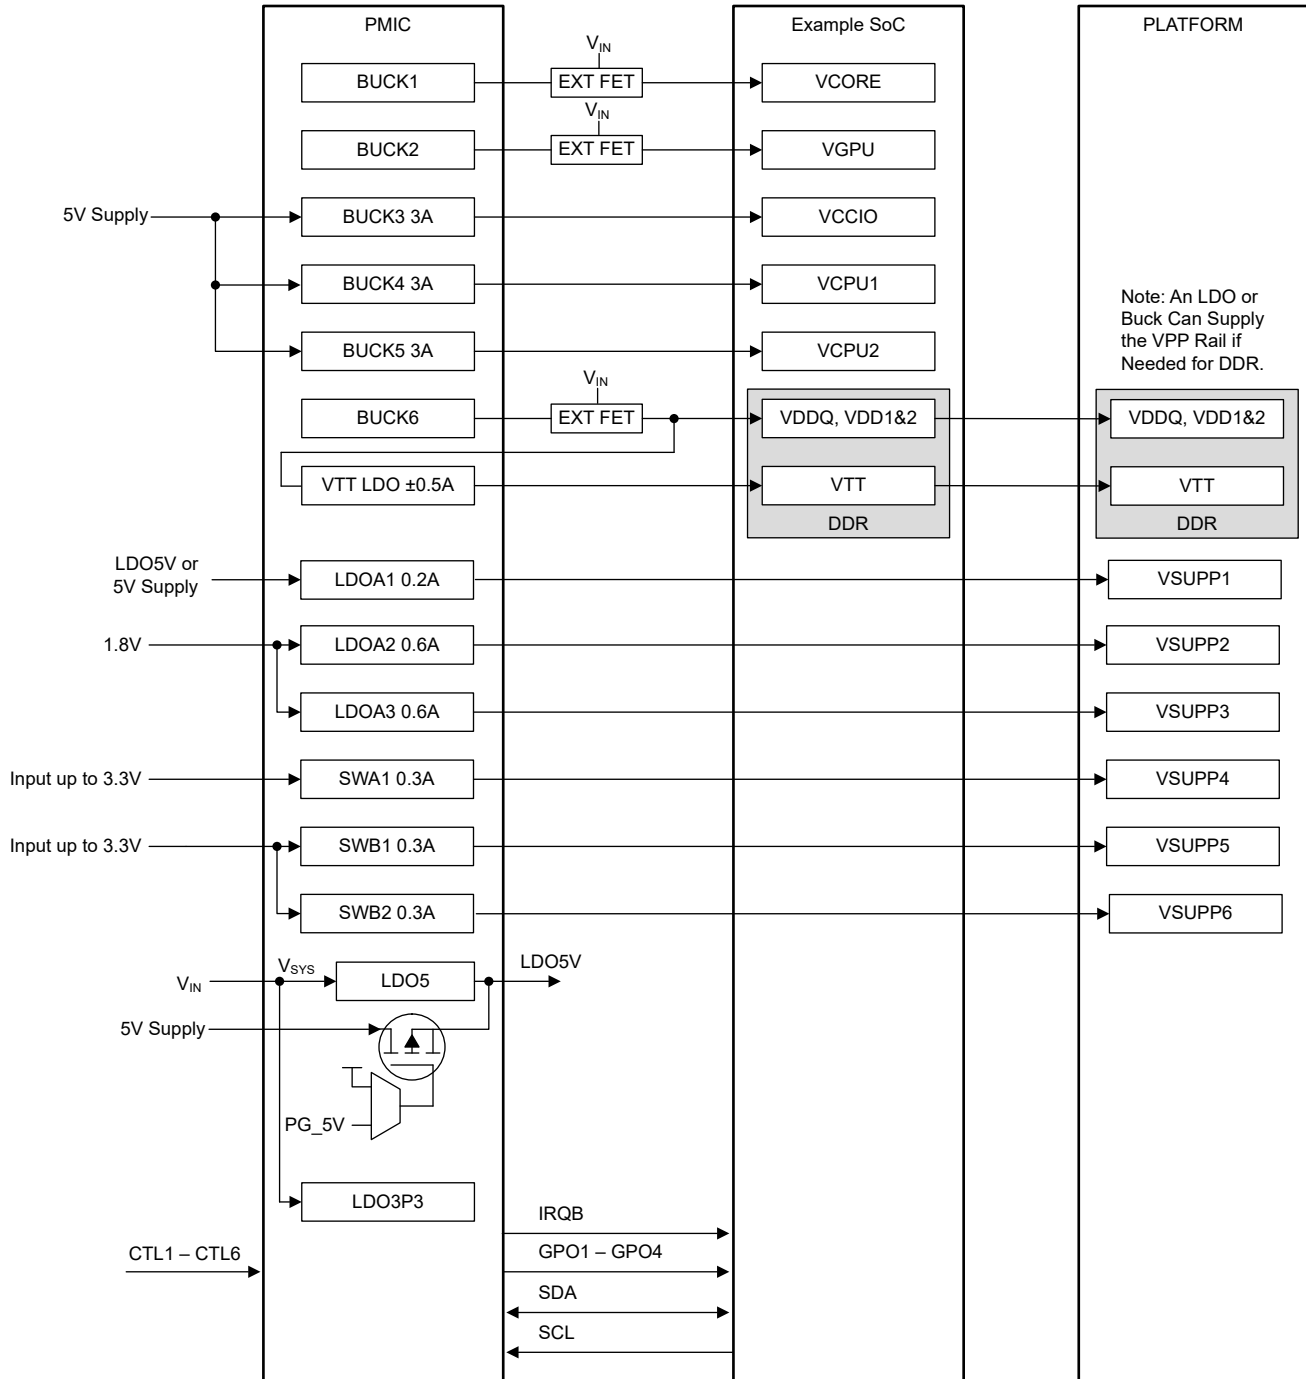 PMIC
Example SoC
PLATFORM
VIN
BUCK1
EXT FET
VCORE
VIN
BUCK2
EXT FET
VGPU
5V Supply
BUCK3 3A
VCCIO
BUCK4 3A
VCPU1
Note: An LDO or
Buck Can Supply
the VPP Rail if
Needed for DDR.
BUCK5 3A
VCPU2
VIN
BUCK6
EXT FET
VDDQ, VDD1&2
VDDQ, VDD1&2
VTT LDO ±0.5A
VTT
VTT
DDR
DDR
LDO5V or
5V Supply
LDOA1 0.2A
VSUPP1
1.8V
LDOA2 0.6A
VSUPP2
LDOA3 0.6A
VSUPP3
Input up to 3.3V
SWA1 0.3A
VSUPP4
Input up to 3.3V
SWB1 0.3A
VSUPP5
SWB2 0.3A
VSUPP6
VIN
VSYS
LDO5
LDO5V
5V Supply
PG_5V
LDO3P3
IRQB
CTL1 – CTL6
GPO1 – GPO4
SDA
SCL